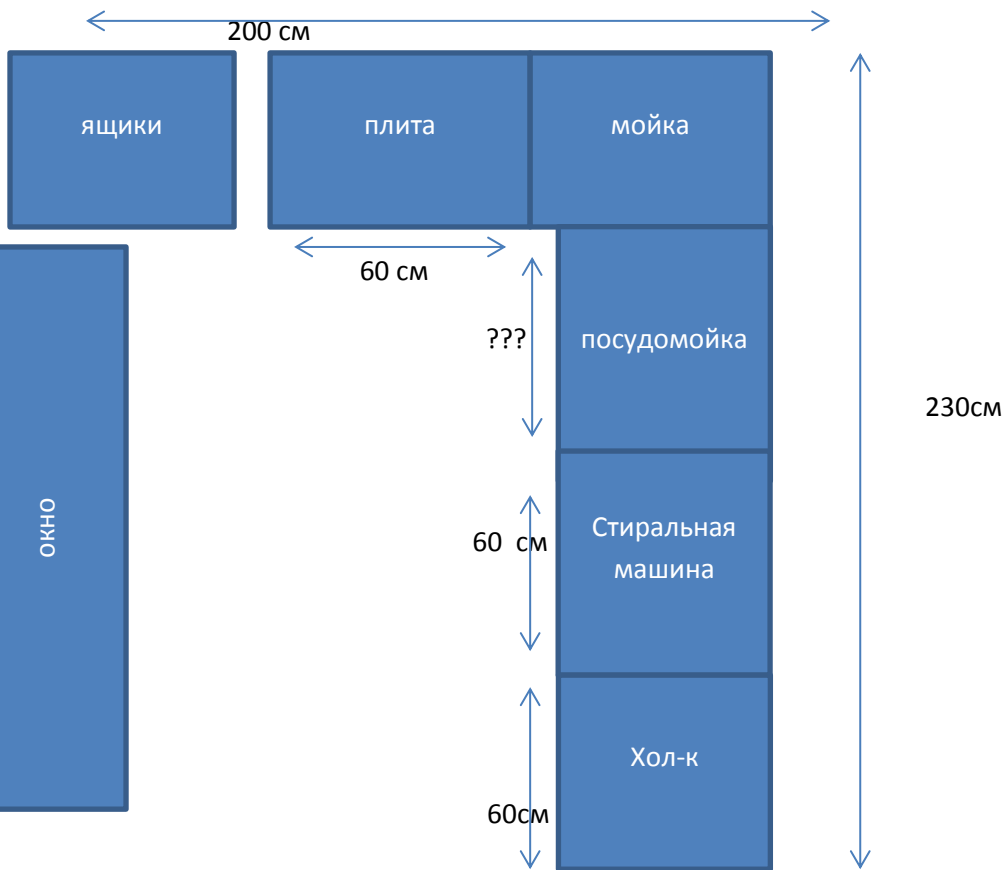 200 см
ящики
плита
мойка
60 см
???
посудомойка
230см
окно
60 см
Стиральная
машина
Хол-к
60см